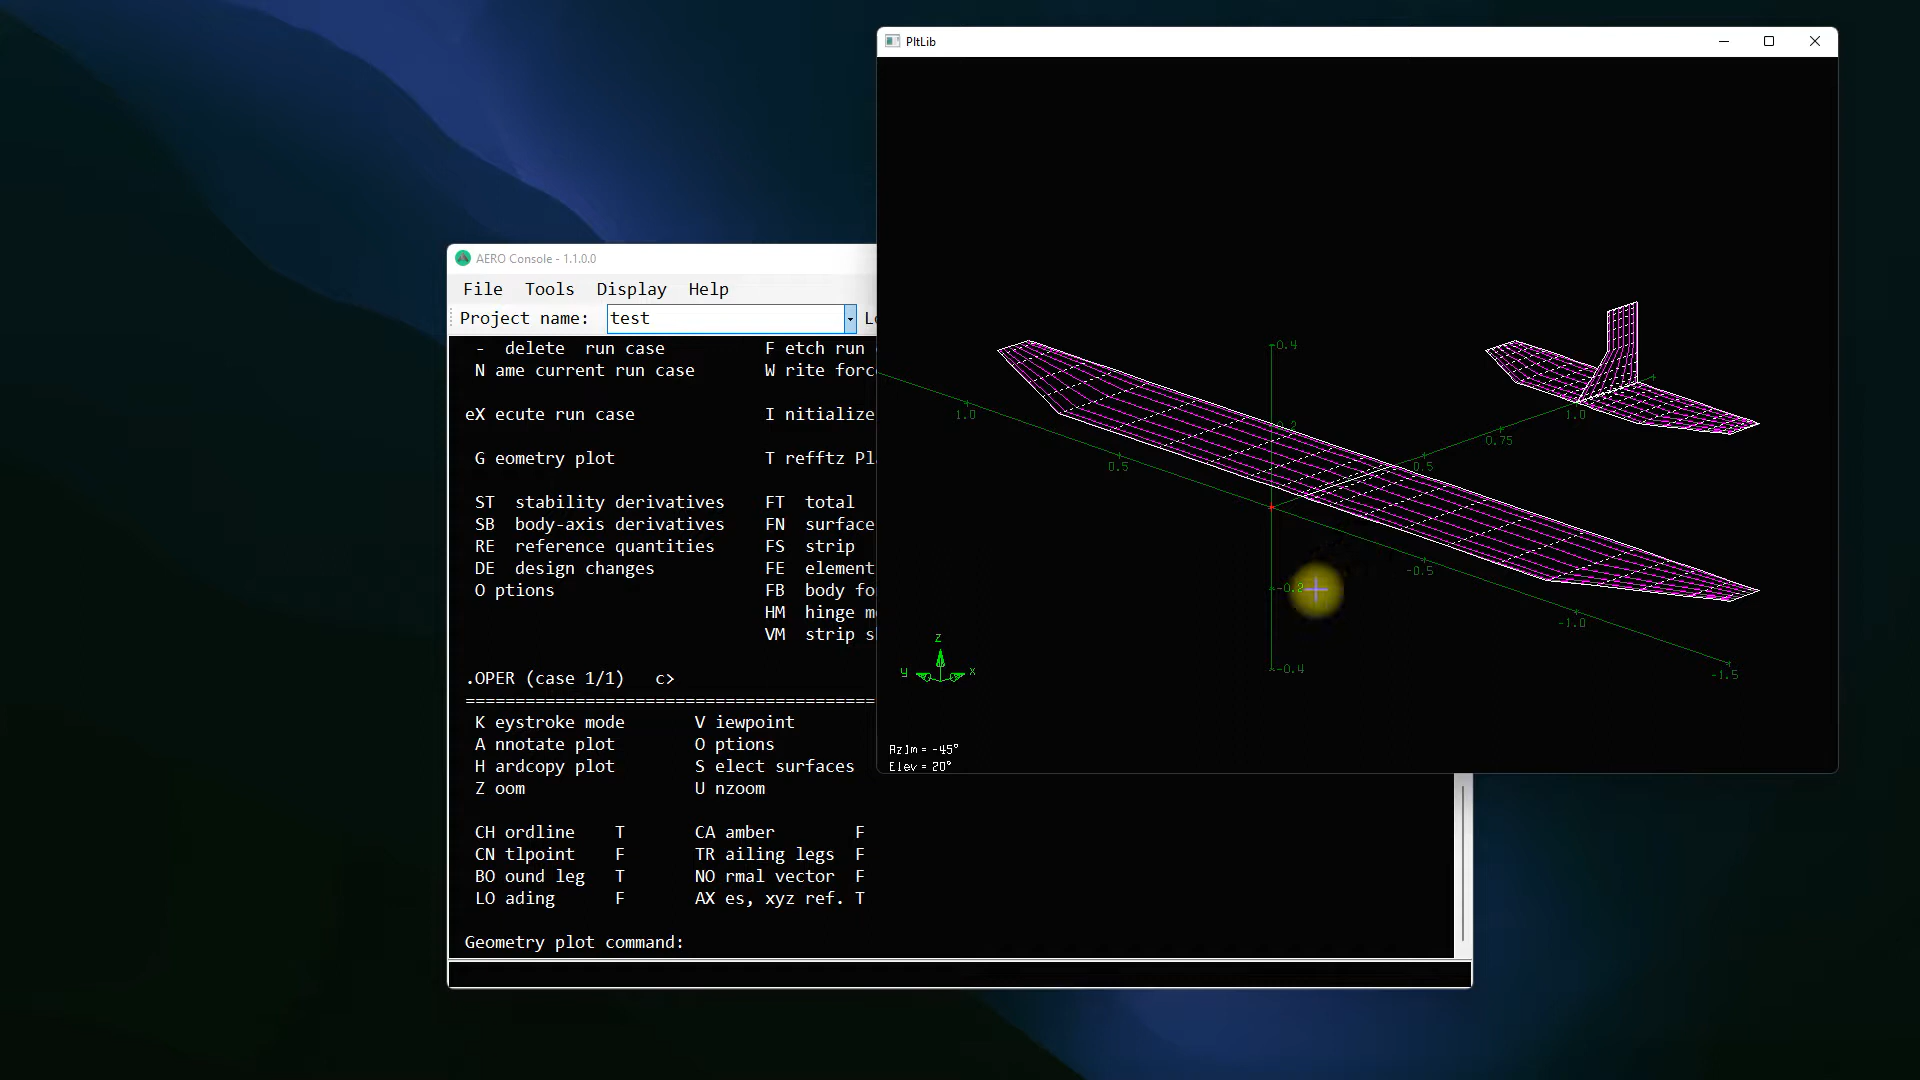 PltLib
AERO Console - 1.1.0.0
File Tools Display Help
Project name: test
- delete run case F etch run
N ame current run case W rite forc
eX ecute run case I nitialize
G eometry plot T refftz Pl
ST stability derivatives FT total
SB body-axis derivatives FN surface
RE reference quantities FS strip
DE design changes FE element
O ptions FB body fo
HM hinge m
VM strip s
.OPER (case 1/1) c>
================================================
K eystroke mode V iewpoint
A nnotate plot O ptions
H ardcopy plot S elect surfaces
Z oom U nzoom
CH ordline T CA amber F
CN tlpoint F TR ailing legs F
BO ound leg T NO rmal vector F
LO ading F AX es, xyz ref. T
Geometry plot command:
0.4
1.0
0.2
1.0
0.75
0.5
0.5
-0.5
-0.2
-1.0
-0.4
-1.5
z
y x
Azim = -45°
Elev = 20°